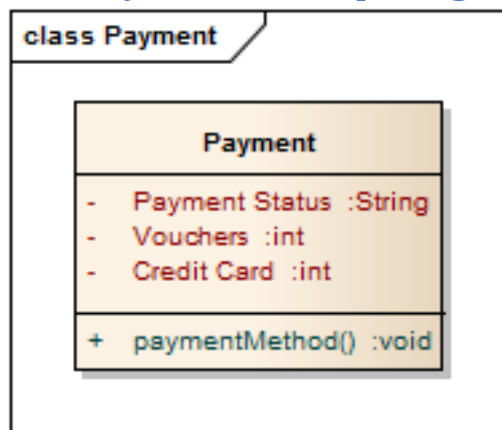 class Payment
Payment
- Payment Status :String
- Vouchers :int
- Credit Card :int
+ paymentMethod() :void